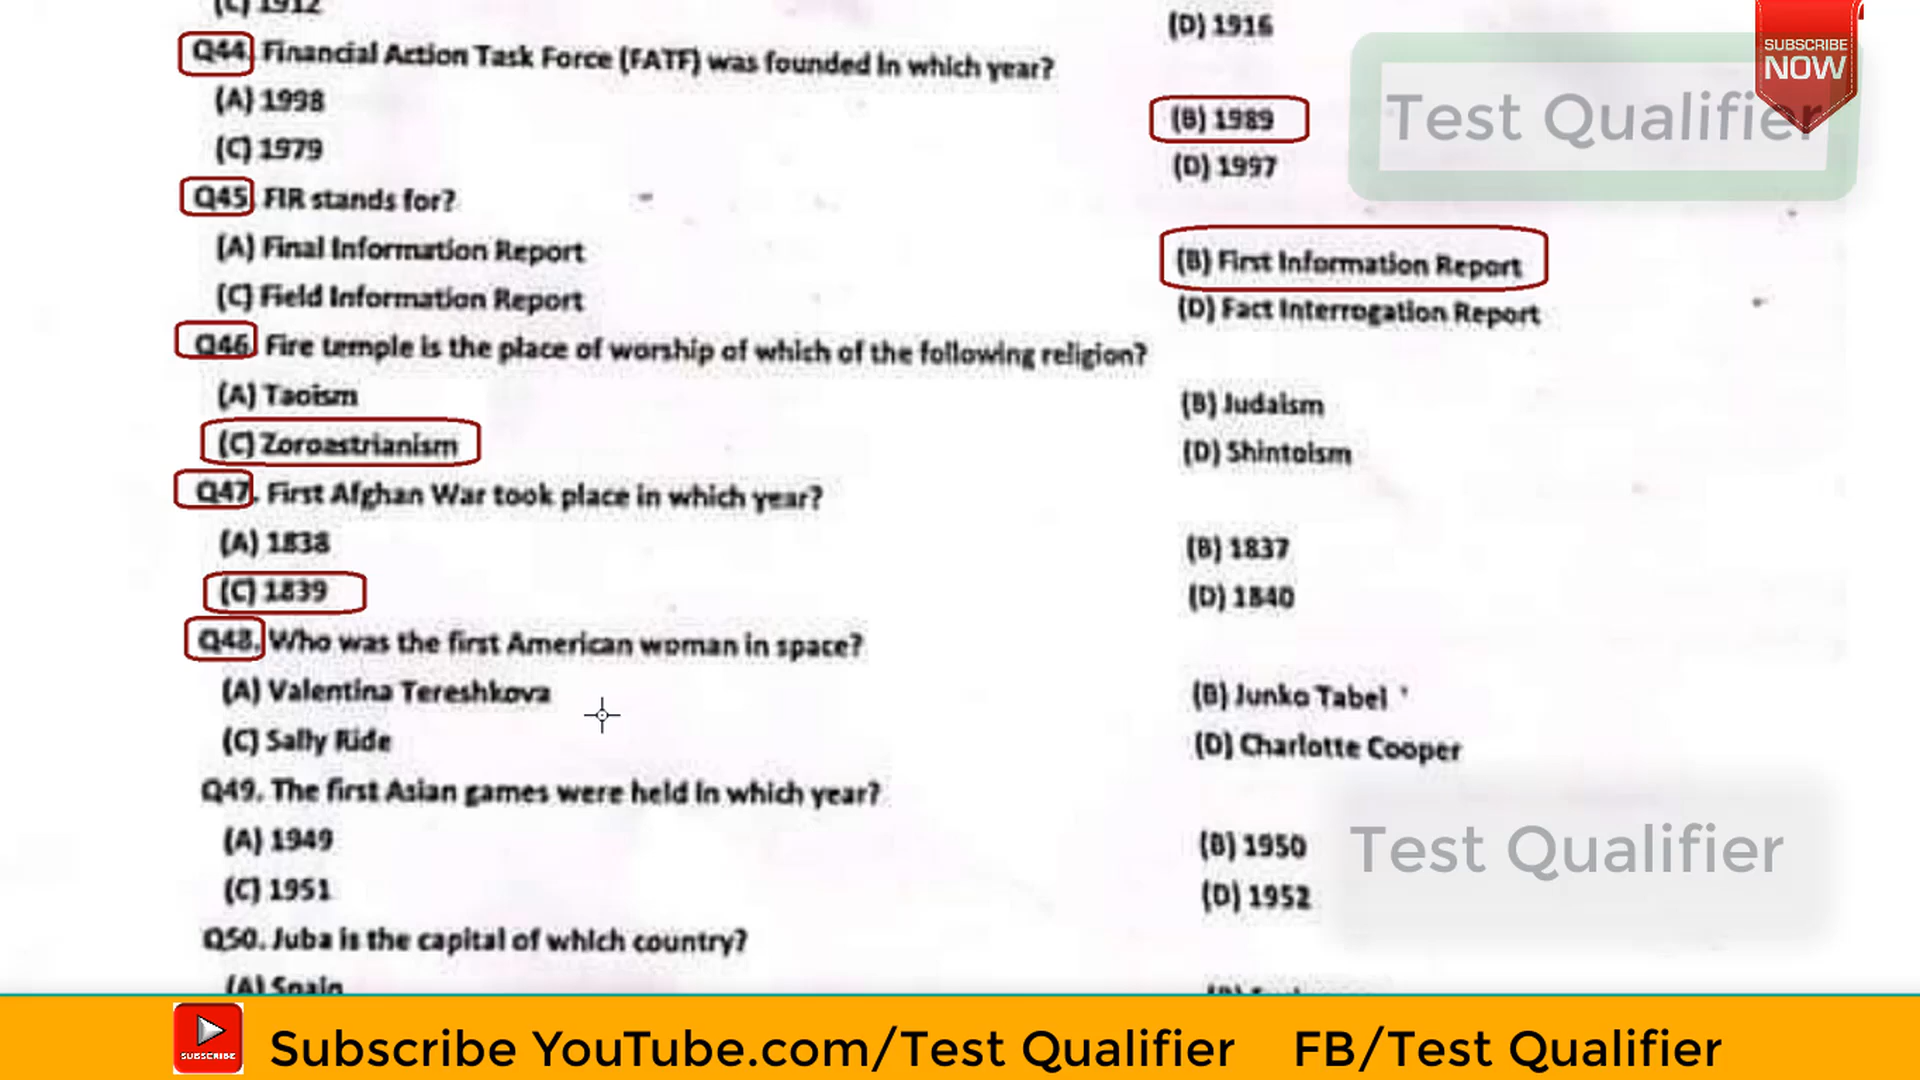 (C) 1912
(D) 1916
Q44. Financial Action Task Force (FATF) was founded in which year?
(A) 1998
(B) 1989
(C) 1979
(D) 1997
Q45. FIR stands for?
(A) Final Information Report
(B) First Information Report
(C) Field Information Report
(D) Fact Interrogation Report
Q46. Fire temple is the place of worship of which of the following religion?
(A) Taoism
(B) Judaism
(C) Zoroastrianism
(D) Shintoism
Q47. First Afghan War took place in which year?
(A) 1838
(B) 1837
(C) 1839
(D) 1840
Q48. Who was the first American woman in space?
(A) Valentina Tereshkova
(B) Junko Tabel
(C) Sally Ride
(D) Charlotte Cooper
Q49. The first Asian games were held in which year?
(A) 1949
(B) 1950
(C) 1951
(D) 1952
Q50. Juba is the capital of which country?
(A) Spain
SUBSCRIBE
NOW
Test Qualifier
Test Qualifier
SUBSCRIBE
Subscribe YouTube.com/Test Qualifier FB/Test Qualifier